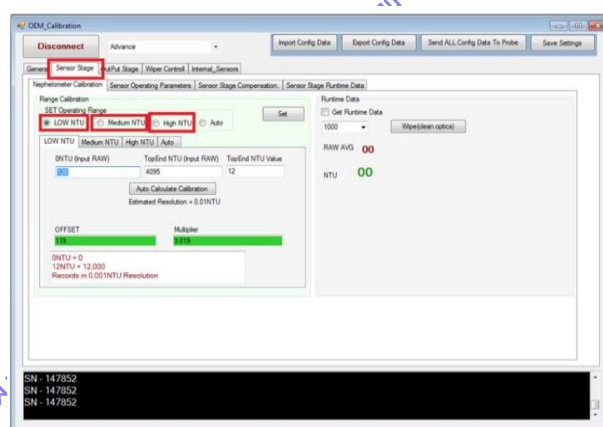 OEM_Calibration
Disconnect
Advance
Import Config Data
Export Config Data
Send ALL Config Data To Probe
Save Settings
General
Sensor Stage
OutPut Stage
Wiper Control
Internal_Sensors
Nephelometer Calibration
Sensor Operating Parameters
Sensor Stage Compensation..
Sensor Stage Runtime Data
Range Calibration
SET Operating Range
LOW NTU
Medium NTU
High NTU
Auto
Set
LOW NTU
Medium NTU
High NTU
Auto
0NTU (Input RAW)
TopEnd NTU (Input RAW)
TopEnd NTU Value
120
4095
12
Auto Calculate Calibration
Estimated Resolution = 0.01NTU
OFFSET
Multiplier
119
3.019
0NTU = 0
12NTU = 12,000
Records in 0.001NTU Resolution
Runtime Data
Get Runtime Data
1000
Wipe(clean optics)
RAW AVG 00
NTU 00
SN - 147852
SN - 147852
SN - 147852